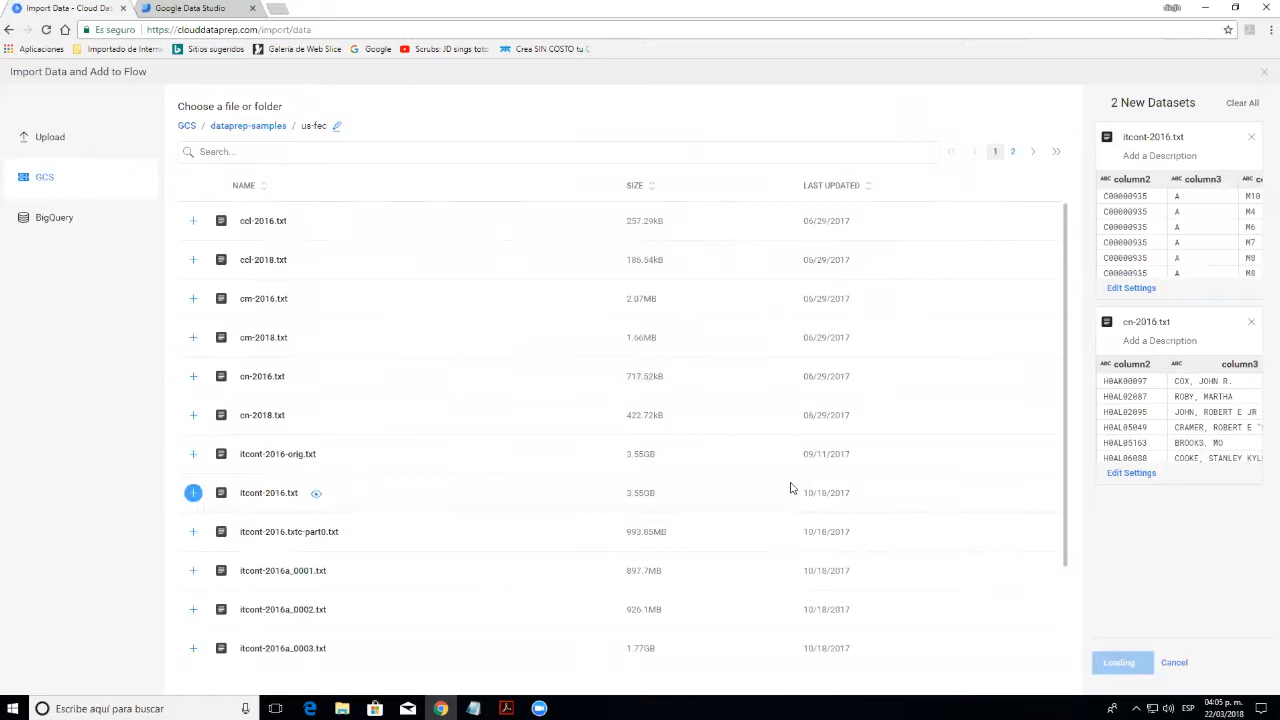 Import Data - Cloud Dat
Google Data Studio
Es seguro
https://clouddataprep.com/import/data
Aplicaciones
Importado de Intern
Sitios sugeridos
Galería de Web Slice
Google
Scrubs: JD sings toto
Crea SIN COSTO tu C
Import Data and Add to Flow
Upload
GCS
BigQuery
Choose a file or folder
GCS / dataprep-samples / us-fec
Search...
1 2
NAME SIZE LAST UPDATED
ccl-2016.txt 257.29kB 06/29/2017
ccl-2018.txt 186.54kB 06/29/2017
cm-2016.txt 2.07MB 06/29/2017
cm-2018.txt 1.66MB 06/29/2017
cn-2016.txt 717.52kB 06/29/2017
cn-2018.txt 422.72kB 06/29/2017
itcont-2016-orig.txt 3.55GB 09/11/2017
itcont-2016.txt 3.55GB 10/18/2017
itcont-2016.txtc-part0.txt 993.85MB 10/18/2017
itcont-2016a_0001.txt 897.7MB 10/18/2017
itcont-2016a_0002.txt 926.1MB 10/18/2017
itcont-2016a_0003.txt 1.77GB 10/18/2017
2 New Datasets Clear All
itcont-2016.txt
Add a Description
ABC column2 ABC column3 ABC
C00000935 A M10
C00000935 A M4
C00000935 A M6
C00000935 A M7
C00000935 A M8
C00000935 A M8
Edit Settings
cn-2016.txt
Add a Description
ABC column2 ABC column3
H0AK00097 COX, JOHN R.
H0AL02087 ROBY, MARTHA
H0AL02095 JOHN, ROBERT E JR
H0AL05049 CRAMER, ROBERT E "
H0AL05163 BROOKS, MO
H0AL06088 COOKE, STANLEY KYL
Edit Settings
Loading Cancel
Escribe aquí para buscar
ESP
04:05 p. m.
22/03/2018